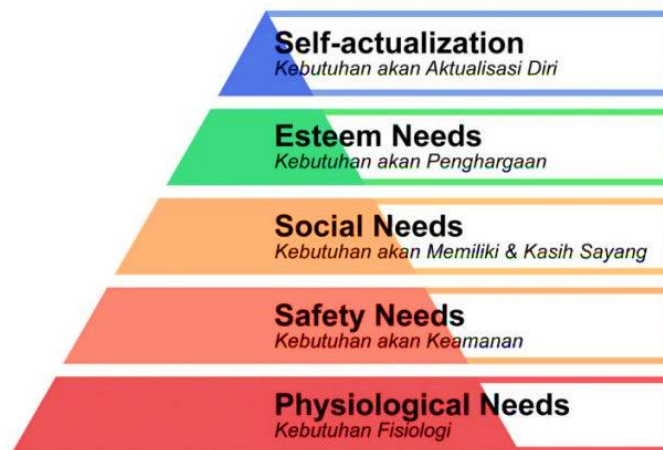 Self-actualization
Kebutuhan akan Aktualisasi Diri
Esteem Needs
Kebutuhan akan Penghargaan
Social Needs
Kebutuhan akan Memiliki & Kasih Sayang
Safety Needs
Kebutuhan akan Keamanan
Physiological Needs
Kebutuhan Fisiologi